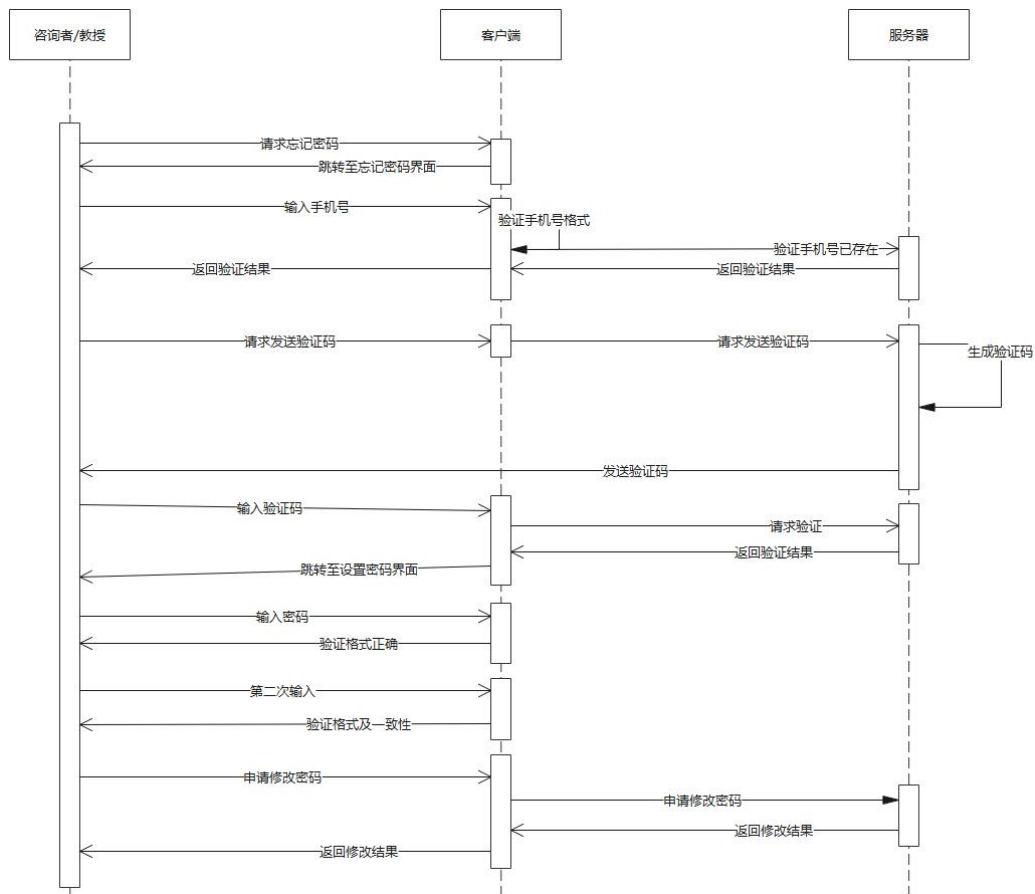 咨询者/教授
客户端
服务器
请求忘记密码
跳转至忘记密码界面
输入手机号
验证手机号格式
验证手机号已存在
返回验证结果
返回验证结果
请求发送验证码
请求发送验证码
生成验证码
发送验证码
输入验证码
请求验证
返回验证结果
跳转至设置密码界面
输入密码
验证格式正确
第二次输入
验证格式及一致性
申请修改密码
申请修改密码
返回修改结果
返回修改结果